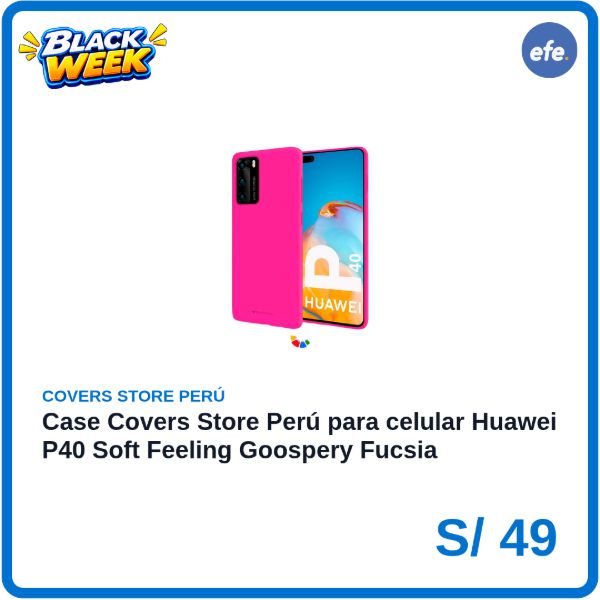 BLACK
WEEK
efe.
P40
HUAWEI
COVERS STORE PERÚ
Case Covers Store Perú para celular Huawei
P40 Soft Feeling Goospery Fucsia
S/ 49